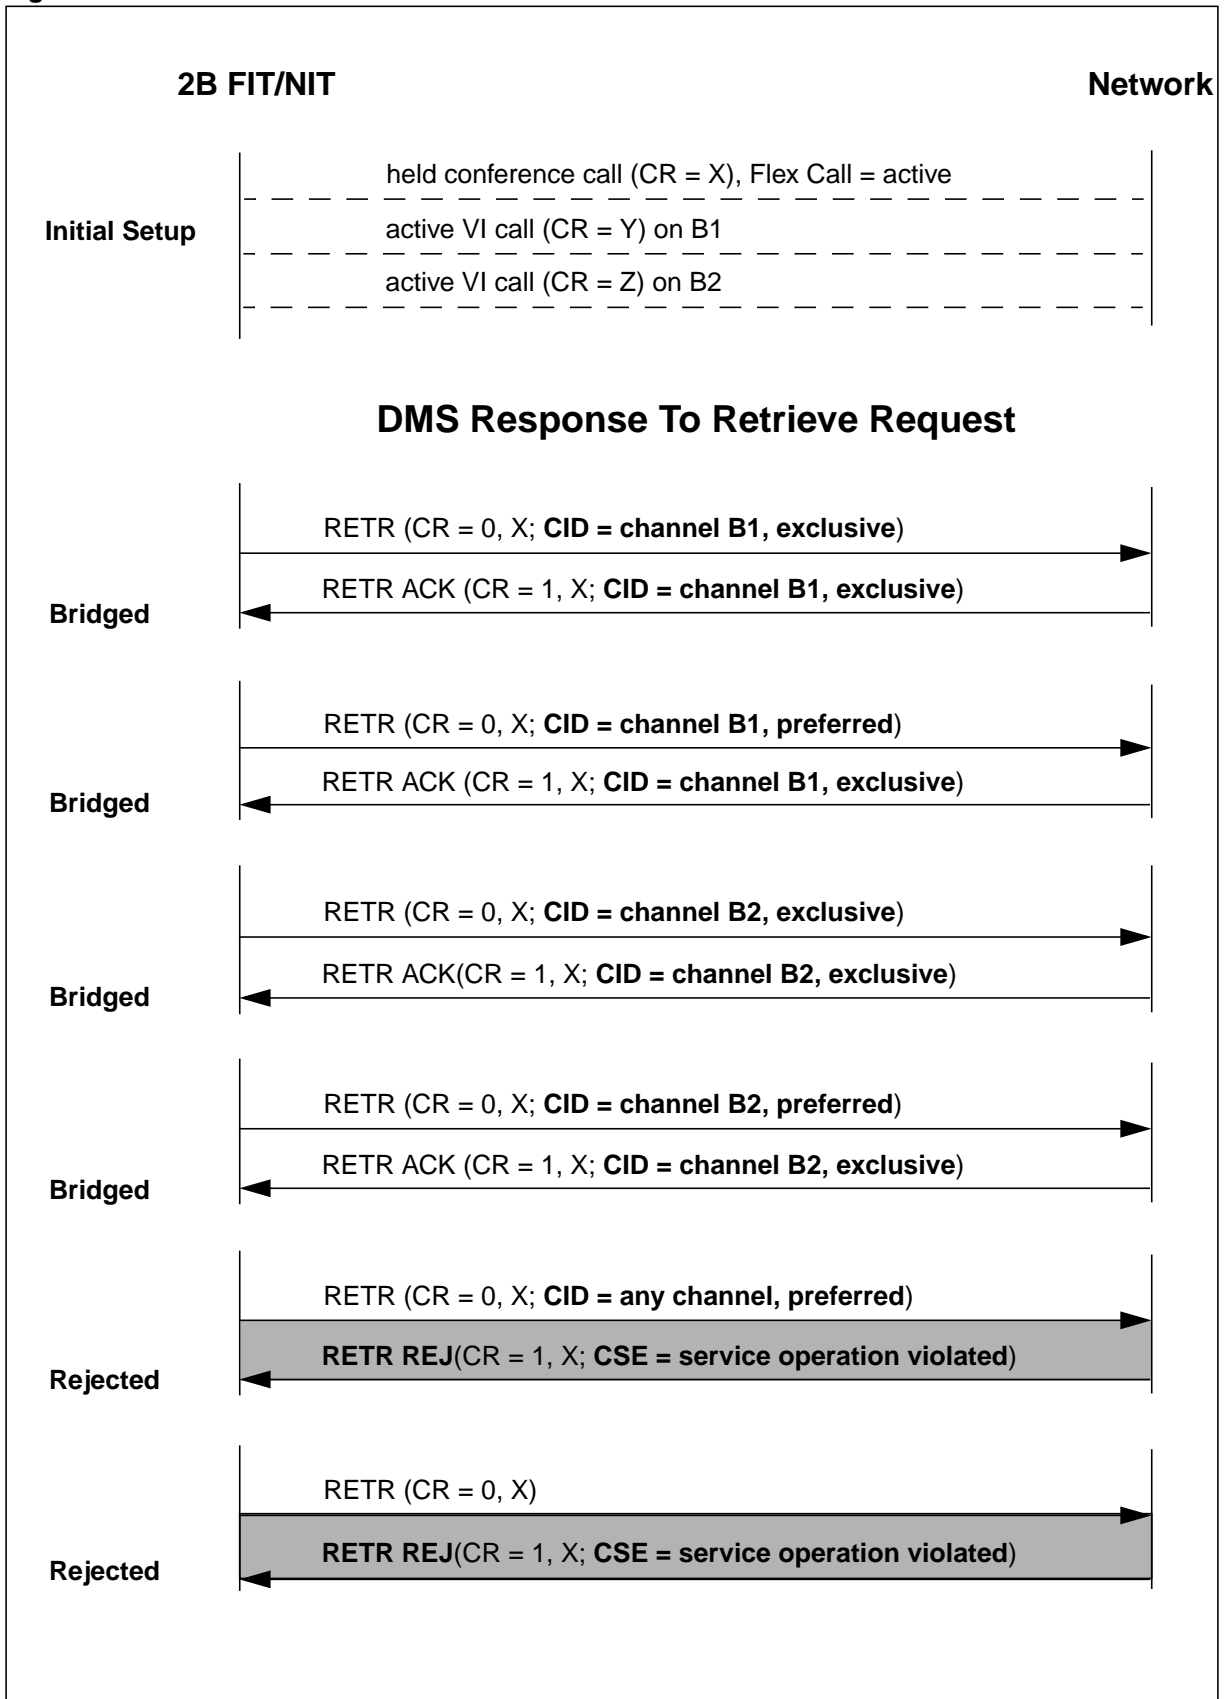 2B FIT/NIT Network
held conference call (CR = X), Flex Call = active
Initial Setup
active VI call (CR = Y) on B1
active VI call (CR = Z) on B2
DMS Response To Retrieve Request
RETR (CR = 0, X; CID = channel B1, exclusive)
RETR ACK (CR = 1, X; CID = channel B1, exclusive)
Bridged
RETR (CR = 0, X; CID = channel B1, preferred)
RETR ACK (CR = 1, X; CID = channel B1, exclusive)
Bridged
RETR (CR = 0, X; CID = channel B2, exclusive)
RETR ACK(CR = 1, X; CID = channel B2, exclusive)
Bridged
RETR (CR = 0, X; CID = channel B2, preferred)
RETR ACK (CR = 1, X; CID = channel B2, exclusive)
Bridged
RETR (CR = 0, X; CID = any channel, preferred)
RETR REJ(CR = 1, X; CSE = service operation violated)
Rejected
RETR (CR = 0, X)
RETR REJ(CR = 1, X; CSE = service operation violated)
Rejected